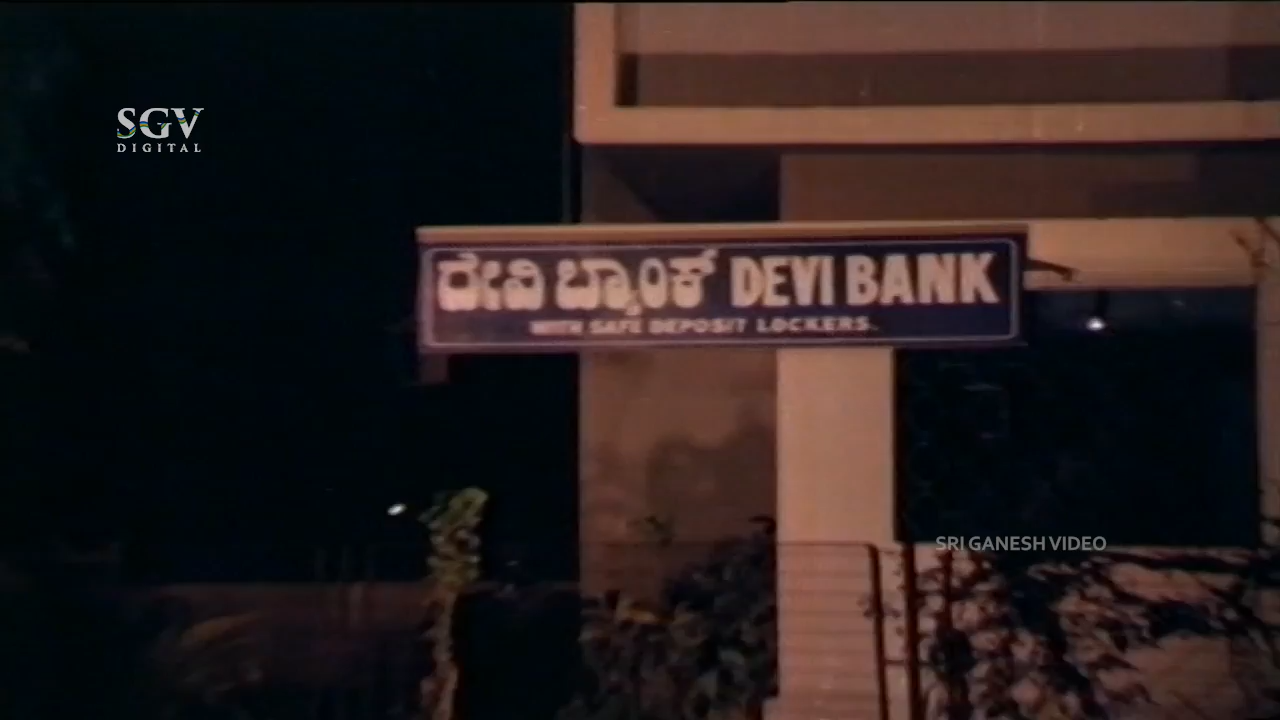 SGV
DIGITAL
ದೇವಿ ಬ್ಯಾಂಕ್ DEVI BANK
WITH SAFE DEPOSIT LOCKERS.
SRI GANESH VIDEO